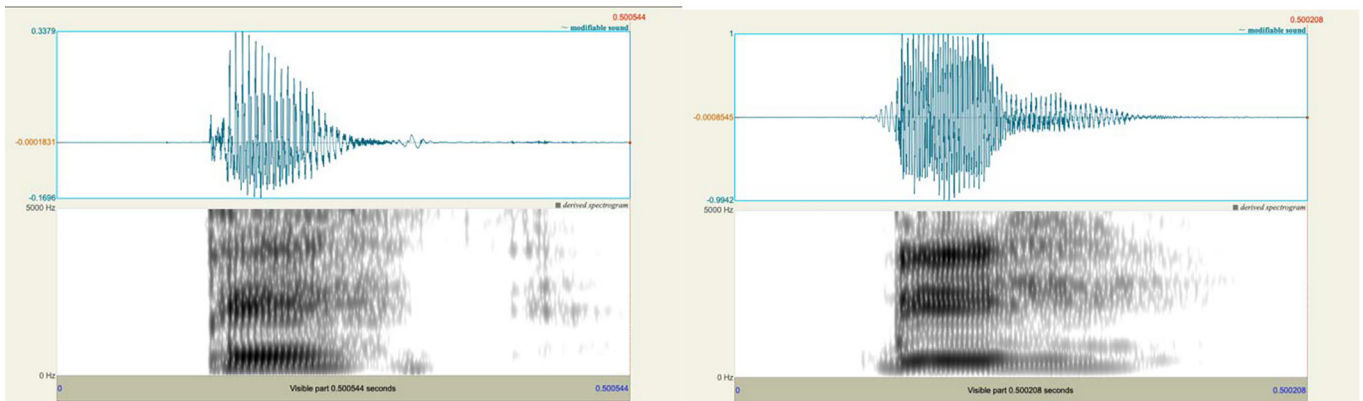 0.500544
0.3379
~ modifiable sound
-0.0001831
-0.1696
5000 Hz
■ derived spectrogram
0 Hz
0
Visible part 0.500544 seconds
0.500544
0.500208
1
~ modifiable sound
-0.0008545
-0.9942
5000 Hz
■ derived spectrogram
0 Hz
0
Visible part 0.500208 seconds
0.500208